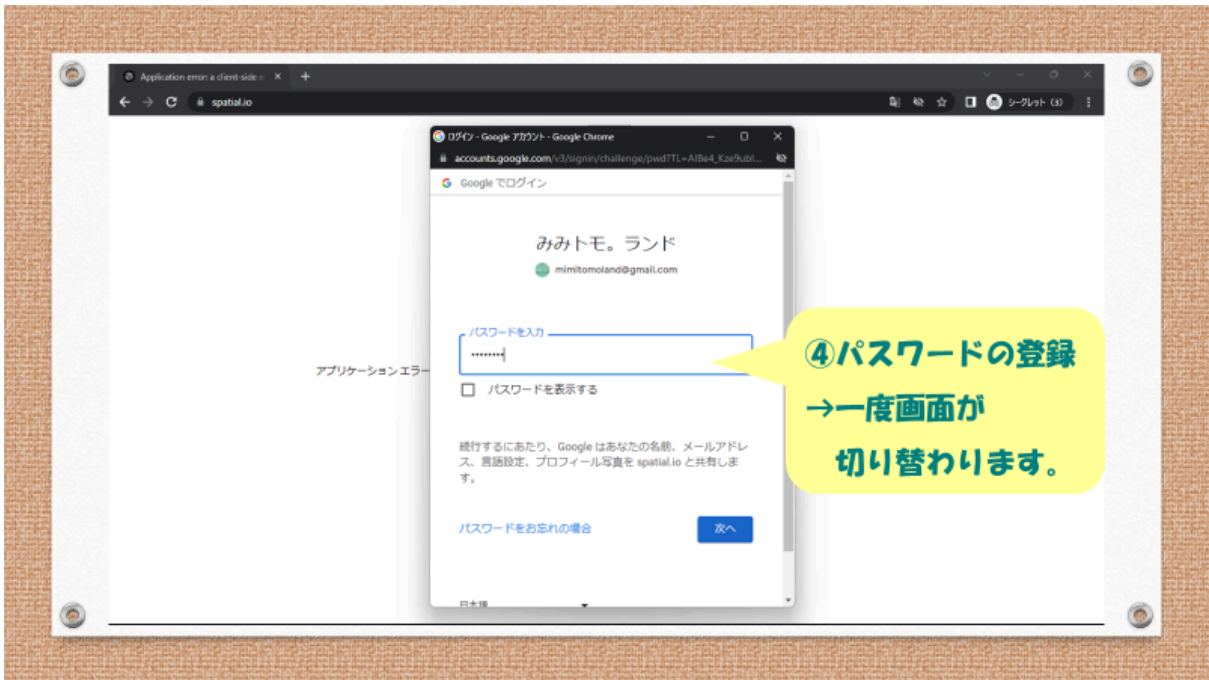 Application error: a client-side e
spatial.io
シークレット (3)
ログイン - Google アカウント - Google Chrome
accounts.google.com/v3/signin/challenge/pwd?TL=AIBe4_Kze9ubl...
Google でログイン
みみトモ。ランド
mimitomoland@gmail.com
パスワードを入力
••••••••
パスワードを表示する
アプリケーション エラー
④パスワードの登録
→一度画面が
切り替わります。
続行するにあたり、Google はあなたの名前、メールアドレ
ス、言語設定、プロフィール写真を spatial.io と共有しま
す。
パスワードをお忘れの場合
次へ
日本語